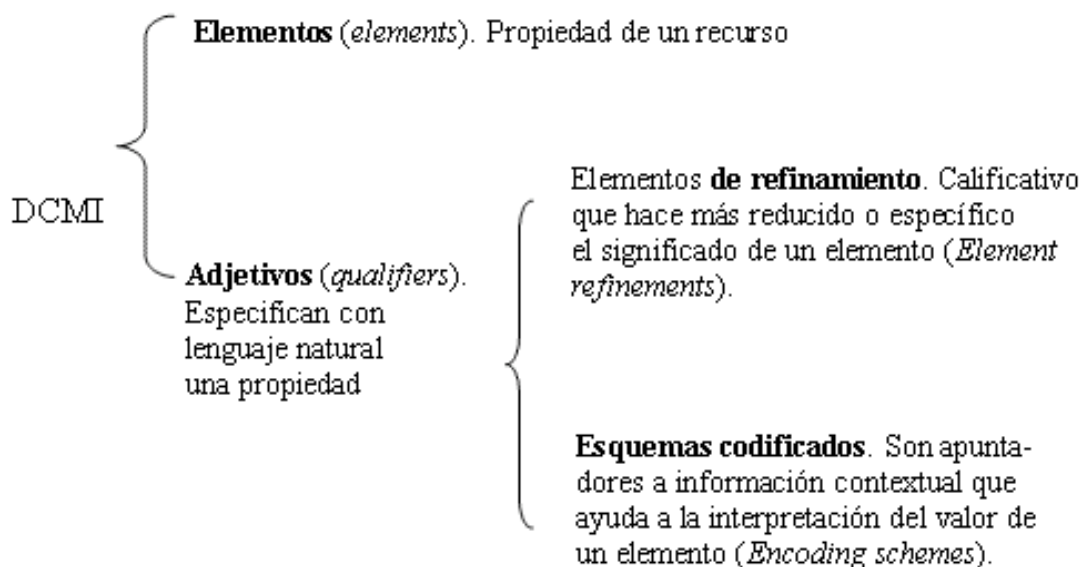 Elementos (elements). Propiedad de un recurso
DCMI
Adjetivos (qualifiers).
Especifican con
lenguaje natural
una propiedad
Elementos de refinamiento. Calificativo
que hace más reducido o específico
el significado de un elemento (Element
refinements).
Esquemas codificados. Son apunta-
dores a información contextual que
ayuda a la interpretación del valor de
un elemento (Encoding schemes).